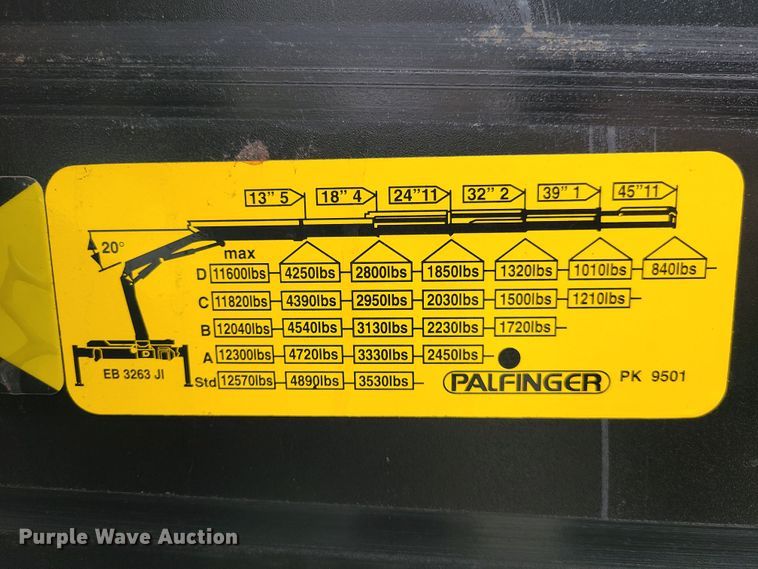 13” 5 18” 4 24”11 32” 2 39” 1 45”11
20°
max
D 11600lbs 4250lbs 2800lbs 1850lbs 1320lbs 1010lbs 840lbs
C 11820lbs 4390lbs 2950lbs 2030lbs 1500lbs 1210lbs
B 12040lbs 4540lbs 3130lbs 2230lbs 1720lbs
A 12300lbs 4720lbs 3330lbs 2450lbs
Std 12570lbs 4890lbs 3530lbs
EB 3263 JI
PALFINGER PK 9501
Purple Wave Auction